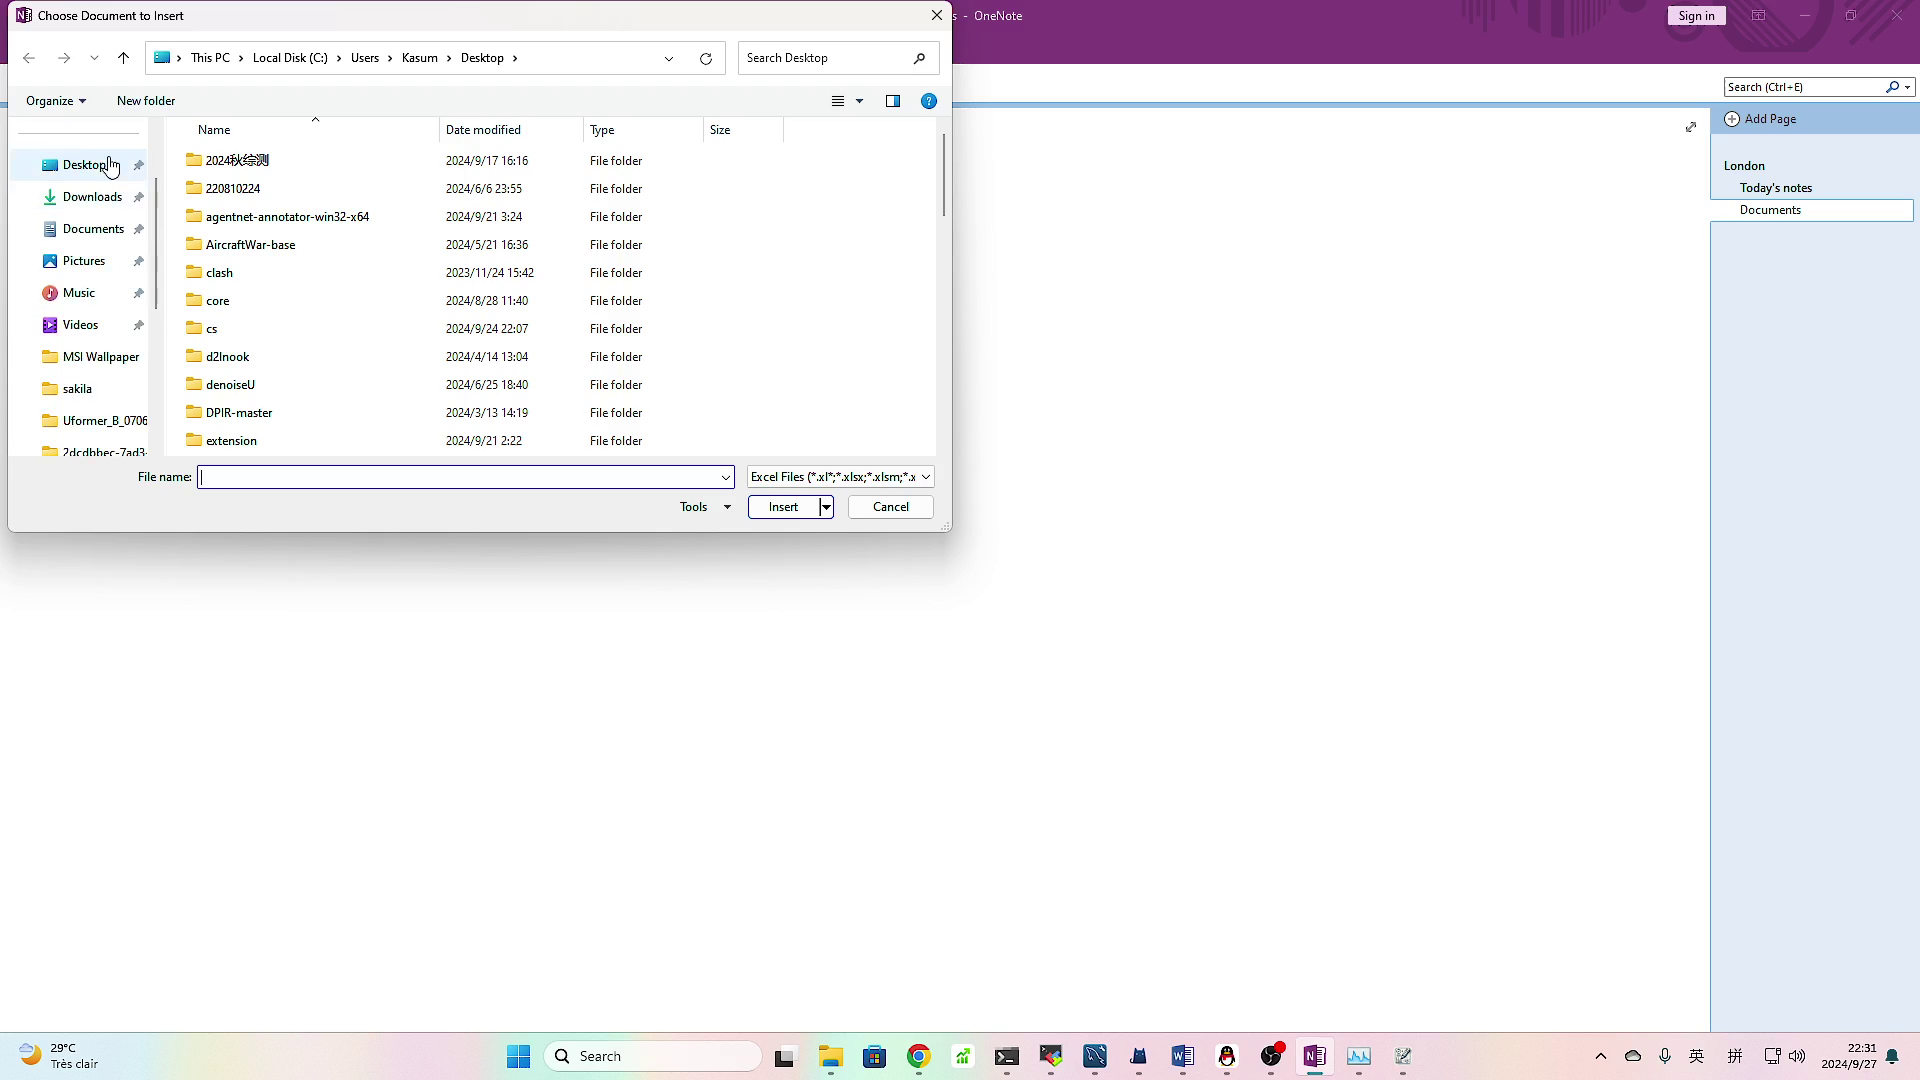 Choose Document to Insert
s - OneNote
Sign in
This PC > Local Disk (C:) > Users > Kasum > Desktop >
Search Desktop
Organize
New folder
Search (Ctrl+E)
Add Page
Name
Date modified
Type
Size
Desktop
Downloads
Documents
Pictures
Music
Videos
MSI Wallpaper
sakila
Uformer_B_0706
2dcdbbec-7ad3-
2024秋综测 2024/9/17 16:16 File folder
220810224 2024/6/6 23:55 File folder
agentnet-annotator-win32-x64 2024/9/21 3:24 File folder
AircraftWar-base 2024/5/21 16:36 File folder
clash 2023/11/24 15:42 File folder
core 2024/8/28 11:40 File folder
cs 2024/9/24 22:07 File folder
d2lnook 2024/4/14 13:04 File folder
denoiseU 2024/6/25 18:40 File folder
DPIR-master 2024/3/13 14:19 File folder
extension 2024/9/21 2:22 File folder
File name:
Excel Files (*.xl*;*.xlsx;*.xlsm;*.x
Tools
Insert
Cancel
London
Today's notes
Documents
29°C
Très clair
Search
英
拼
22:31
2024/9/27